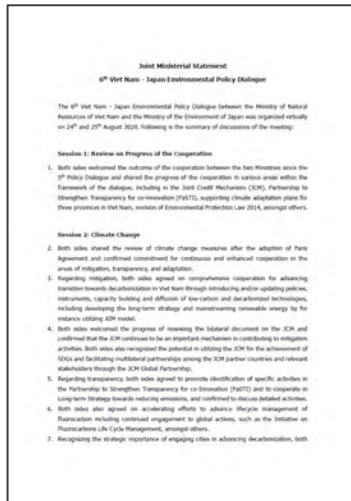 Joint Ministerial Statement
6th Viet Nam - Japan Environmental Policy Dialogue
The 6th Viet Nam - Japan Environmental Policy Dialogue between the Ministry of Natural
Resources of Viet Nam and the Ministry of the Environment of Japan was organized virtually
on 24th and 25th August 2020. Following is the summary of discussions of the meeting:
Session 1: Review on Progress of the Cooperation
1. Both sides welcomed the outcome of the cooperation between the two Ministries since the
5th Policy Dialogue and shared the progress of the cooperation in various areas within the
framework of the dialogue, including in the Joint Credit Mechanism (JCM), Partnership to
Strengthen Transparency for co-innovation (PaSTI), supporting climate adaptation plans for
three provinces in Viet Nam, revision of Environmental Protection Law 2014, amongst others.
Session 2: Climate Change
2. Both sides shared the review of climate change measures after the adoption of Paris
Agreement and confirmed commitment for continuous and enhanced cooperation in the
areas of mitigation, transparency, and adaptation.
3. Regarding mitigation, both sides agreed on comprehensive cooperation for advancing
transition towards decarbonization in Viet Nam through introducing and/or updating policies,
instruments, capacity building and diffusion of low-carbon and decarbonized technologies,
including developing the long-term strategy and mainstreaming renewable energy by for
instance utilizing AIM model.
4. Both sides welcomed the progress of renewing the bilateral document on the JCM and
confirmed that the JCM continues to be an important mechanism in contributing to mitigation
activities. Both sides also recognized the potential in utilizing the JCM for the achievement of
SDGs and facilitating multilateral partnerships among the JCM partner countries and relevant
stakeholders through the JCM Global Partnership.
5. Regarding transparency, both sides agreed to promote identification of specific activities in
the Partnership to Strengthen Transparency for co-Innovation (PaSTI) and to cooperate in
Long-term Strategy towards reducing emissions, and confirmed to discuss detailed activities.
6. Both sides also agreed on accelerating efforts to advance lifecycle management of
fluorocarbon including continued engagement to global actions, such as the Initiative on
Fluorocarbons Life Cycle Management, amongst others.
7. Recognizing the strategic importance of engaging cities in advancing decarbonization, both